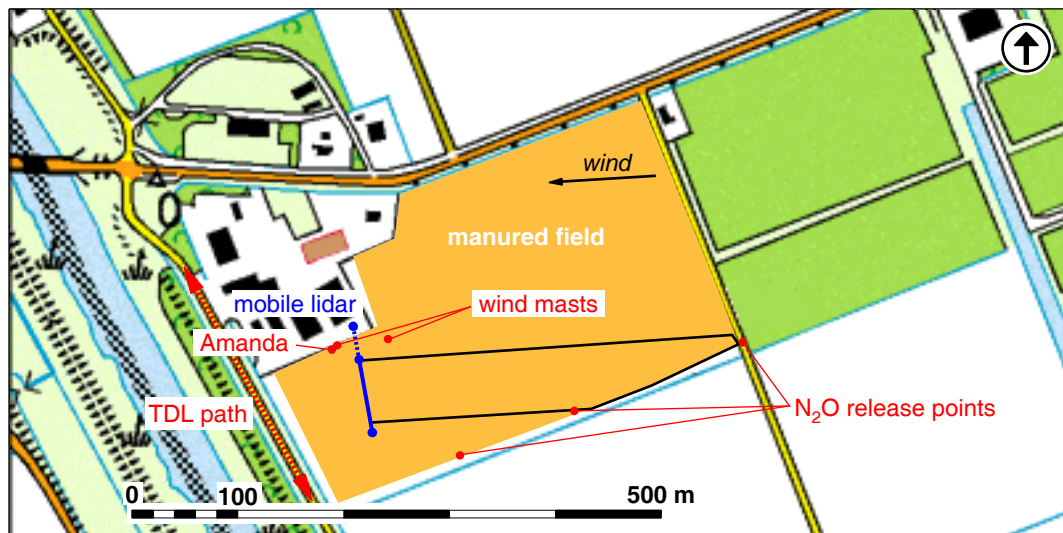 wind
manured field
mobile lidar
wind masts
Amanda
TDL path
N₂O release points
0 100 500 m